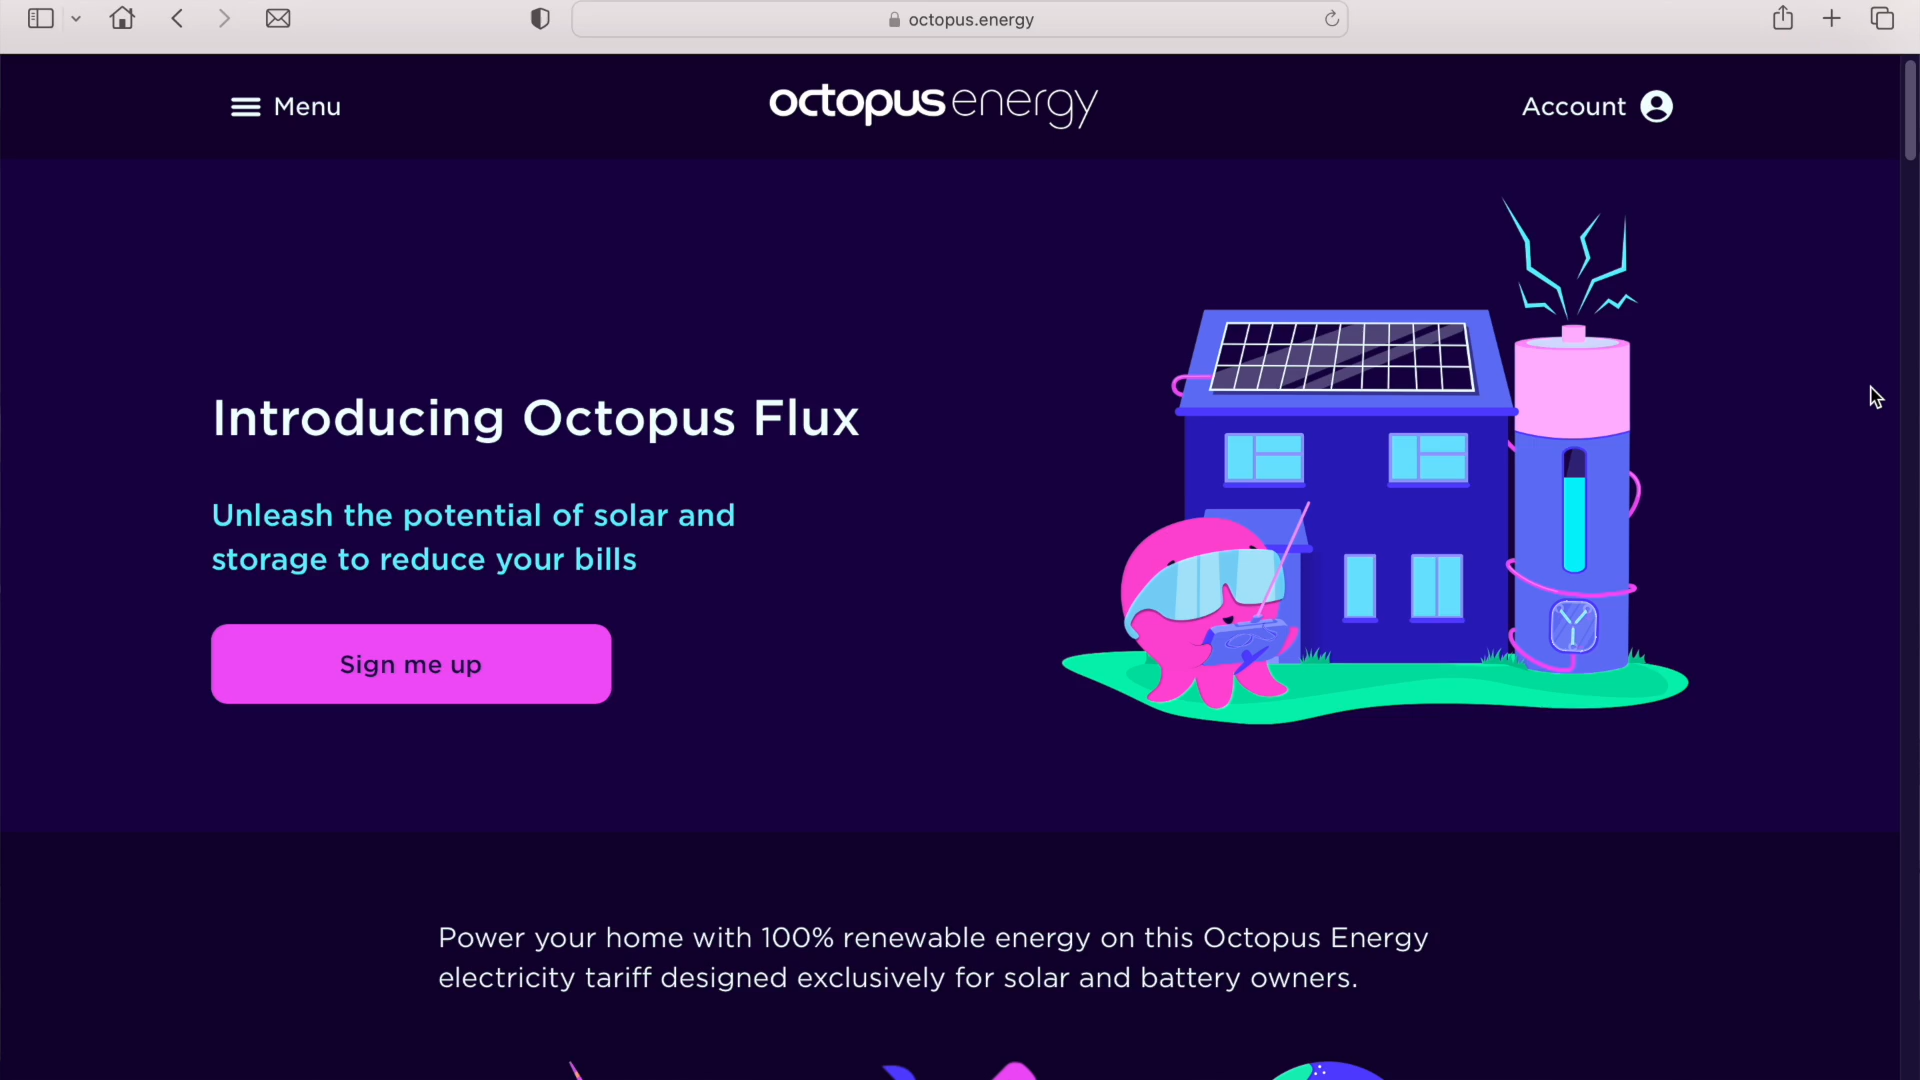 octopus.energy
Menu
octopus energy
Account
Introducing Octopus Flux
Unleash the potential of solar and
storage to reduce your bills
Sign me up
Power your home with 100% renewable energy on this Octopus Energy
electricity tariff designed exclusively for solar and battery owners.